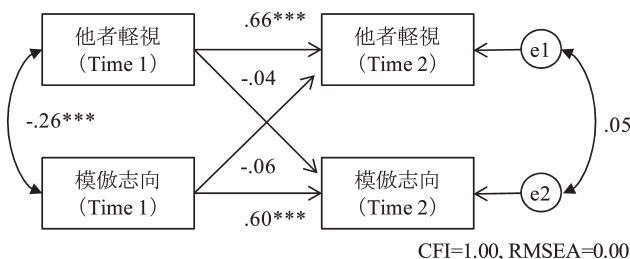 .66***
他者軽視
(Time 1)
他者軽視
(Time 2)
e1
-.04
-.26***
.05
-.06
模倣志向
(Time 1)
模倣志向
(Time 2)
e2
.60***
CFI=1.00, RMSEA=0.00